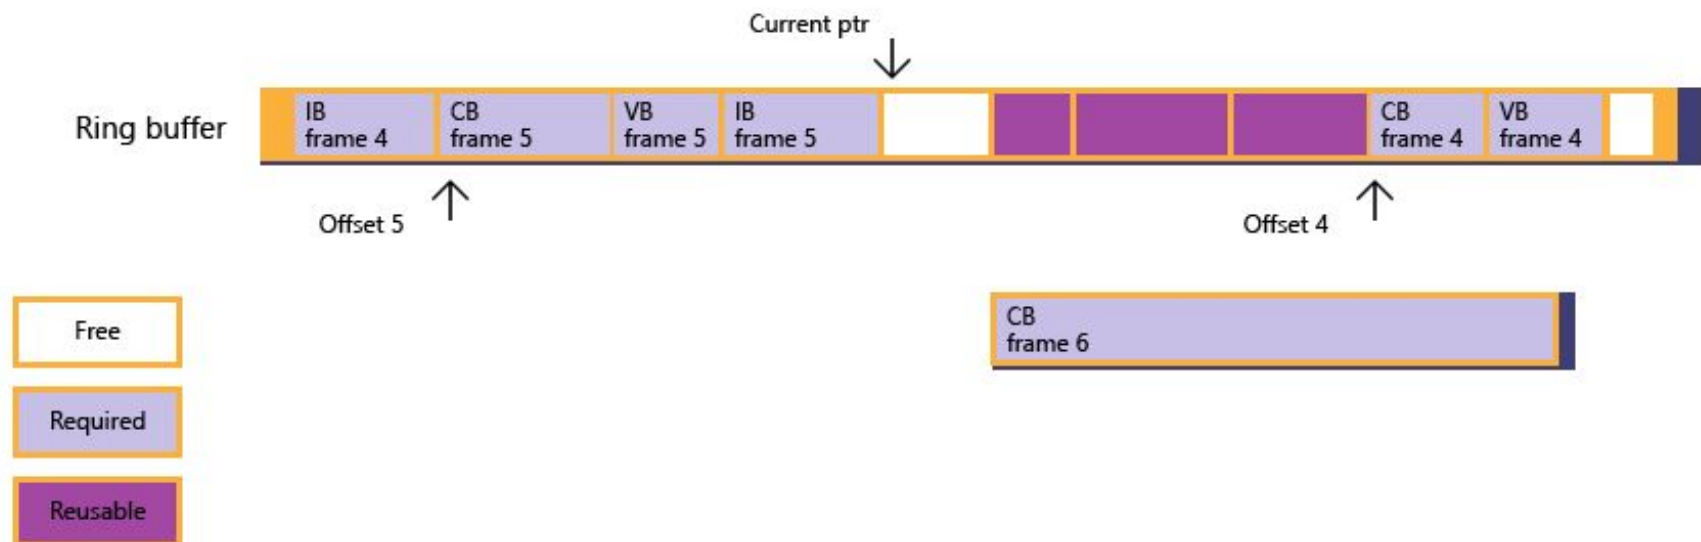 Current ptr
Ring buffer
IB
frame 4
CB
frame 5
VB
frame 5
IB
frame 5
CB
frame 4
VB
frame 4
Offset 5
Offset 4
CB
frame 6
Free
Required
Reusable